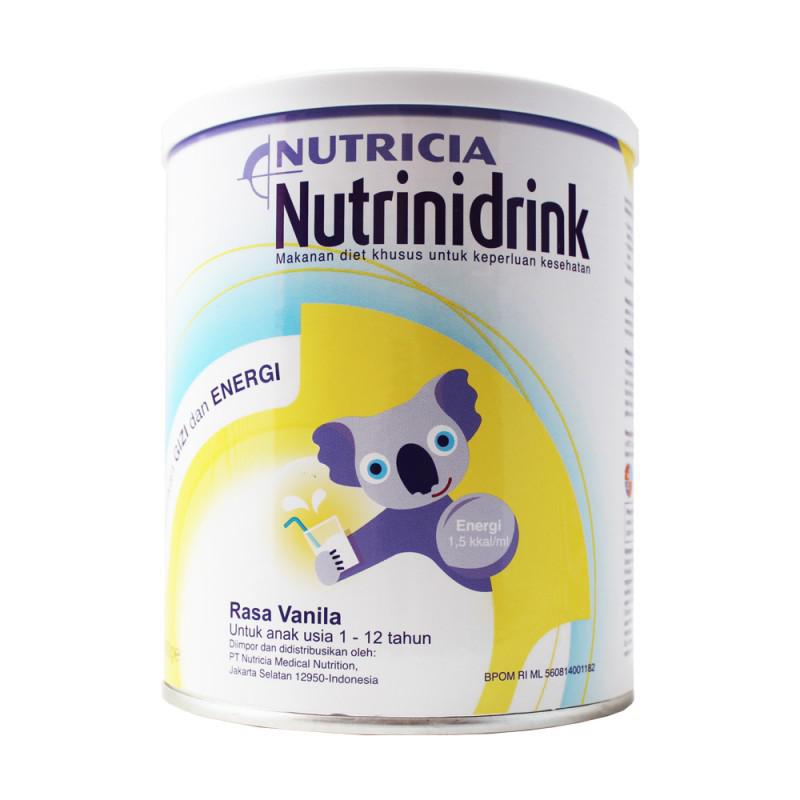 NUTRICIA
Nutrinidrink
Makanan diet khusus untuk keperluan kesehatan
GIZI dan ENERGI
Energi
1,5 kkal/ml
Rasa Vanila
Untuk anak usia 1 - 12 tahun
Diimpor dan didistribusikan oleh:
PT Nutricia Medical Nutrition,
Jakarta Selatan 12950-Indonesia
BPOM RI ML 560814001182